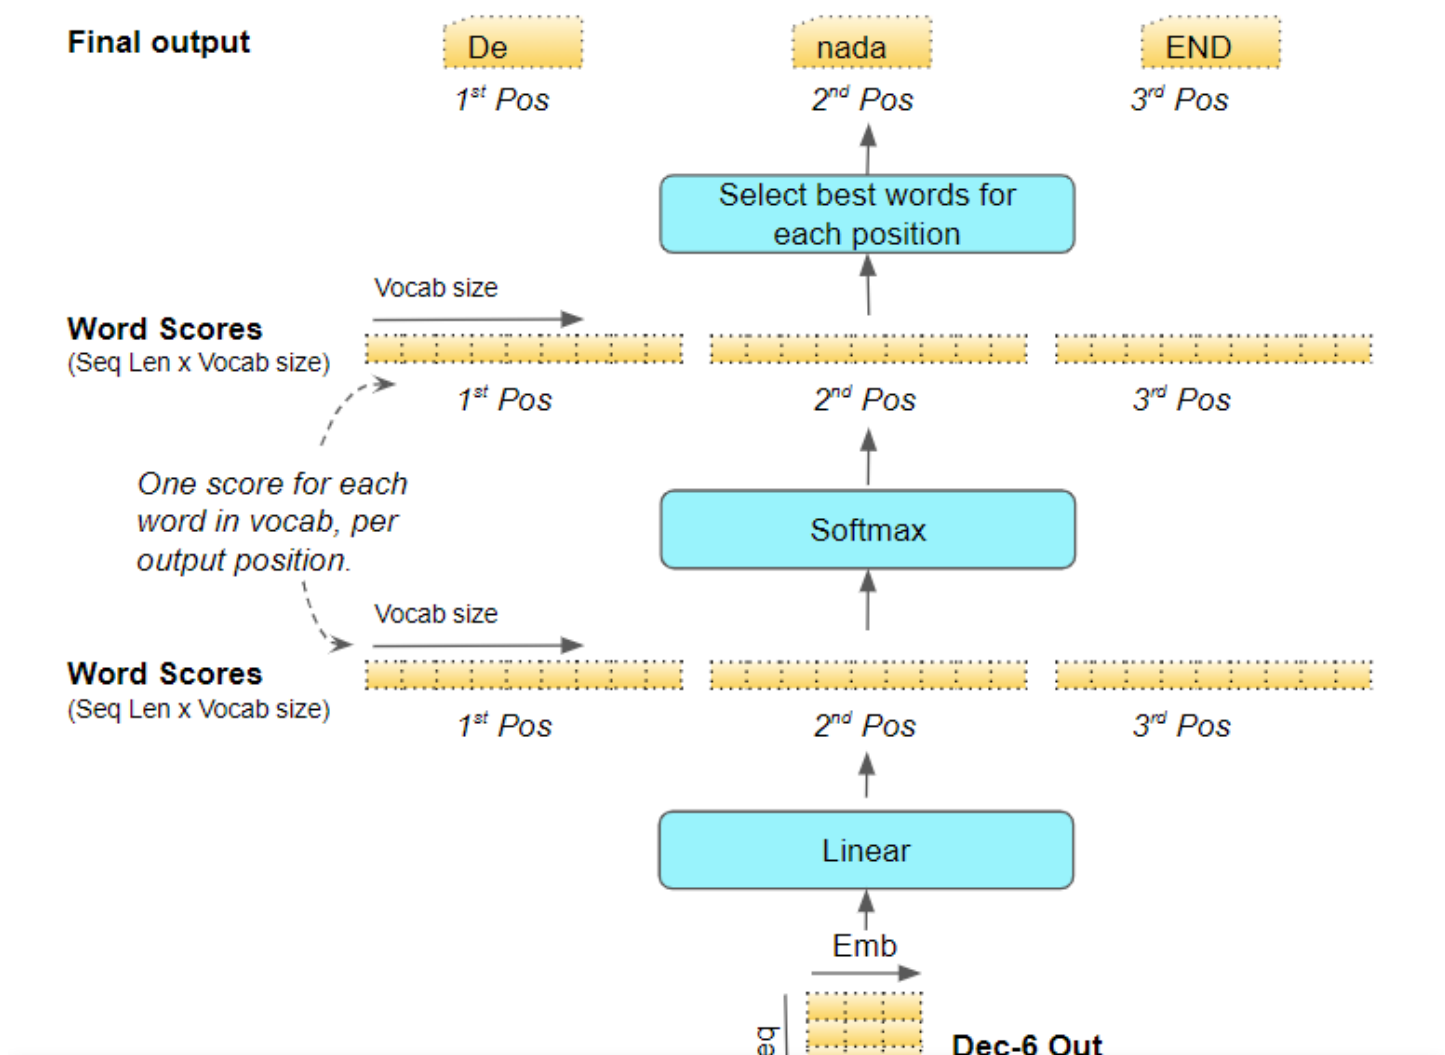 Final output
De
nada
END
1st Pos
2nd Pos
3rd Pos
Select best words for
each position
Vocab size
Word Scores
(Seq Len x Vocab size)
1st Pos
2nd Pos
3rd Pos
One score for each
word in vocab, per
output position.
Softmax
Vocab size
Word Scores
(Seq Len x Vocab size)
1st Pos
2nd Pos
3rd Pos
Linear
Emb
Dec-6 Out